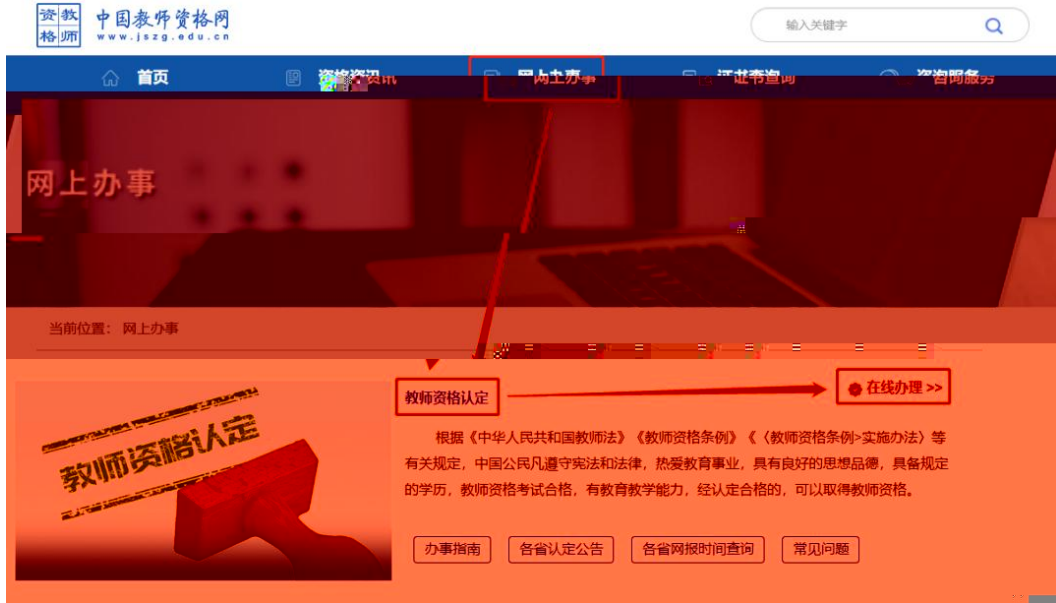 资教
格师
中国教师资格网
www.jszg.edu.cn
输入关键字
首页
资格资讯
网上办事
证书查询
咨询服务
网上办事
当前位置： 网上办事
教师资格认定
在线办理 >>
教师资格认定
根据《中华人民共和国教师法》《教师资格条例》《〈教师资格条例>实施办法〉等
有关规定，中国公民凡遵守宪法和法律，热爱教育事业，具有良好的思想品德，具备规定
的学历，教师资格考试合格，有教育教学能力，经认定合格的，可以取得教师资格。
办事指南
各省认定公告
各省网报时间查询
常见问题